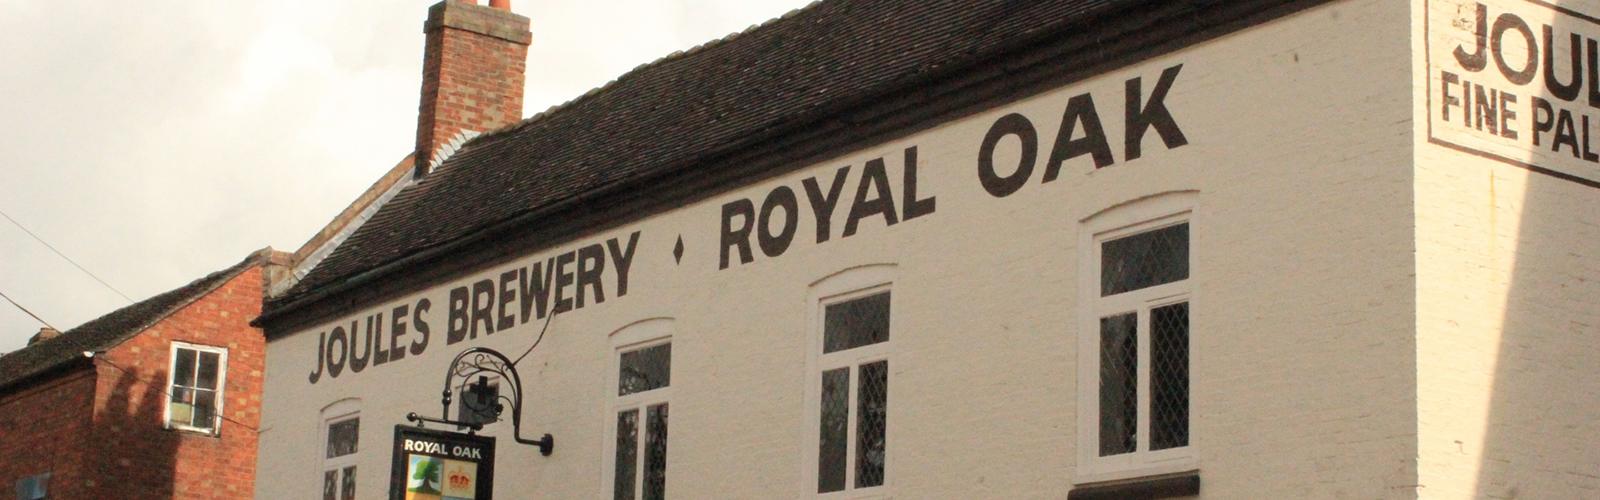 JOULES BREWERY ♦ ROYAL OAK
ROYAL OAK
JOUL
FINE PAL